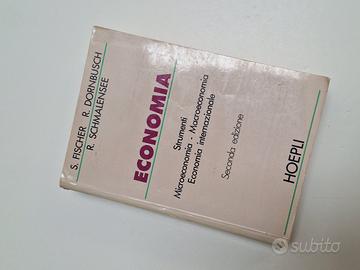 S. FISCHER R. DORNBUSCH
R. SCHMALENSEE
ECONOMIA
Strumenti
Microeconomia - Macroeconomia
Economia internazionale
Seconda edizione
HOEPLI
subito